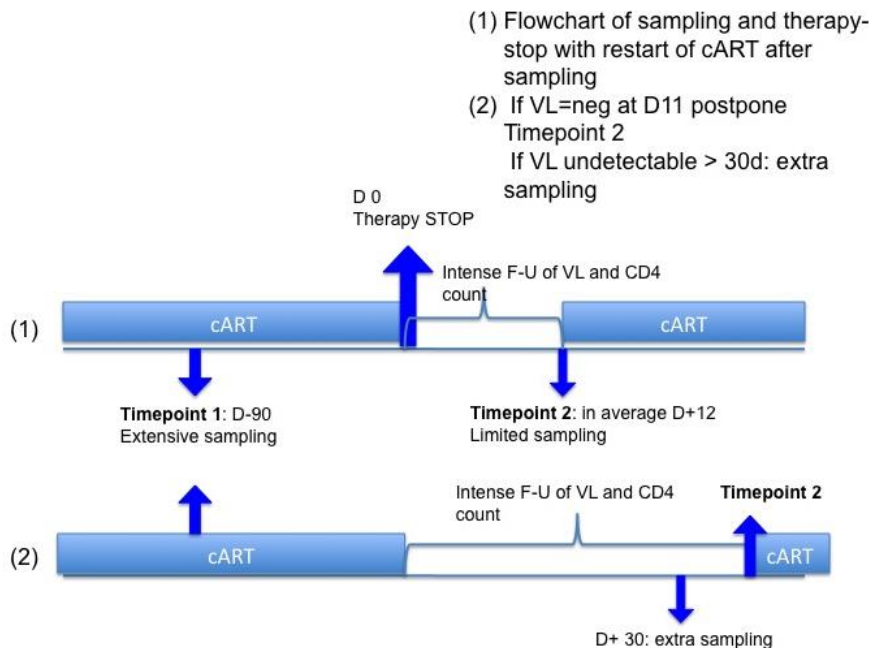 (1) Flowchart of sampling and therapy-
stop with restart of cART after
sampling
(2) If VL=neg at D11 postpone
Timepoint 2
If VL undetectable > 30d: extra
sampling
D 0
Therapy STOP
Intense F-U of VL and CD4
count
(1)
cART
cART
Timepoint 1: D-90
Extensive sampling
Timepoint 2: in average D+12
Limited sampling
Intense F-U of VL and CD4
count
Timepoint 2
(2)
cART
cART
D+ 30: extra sampling